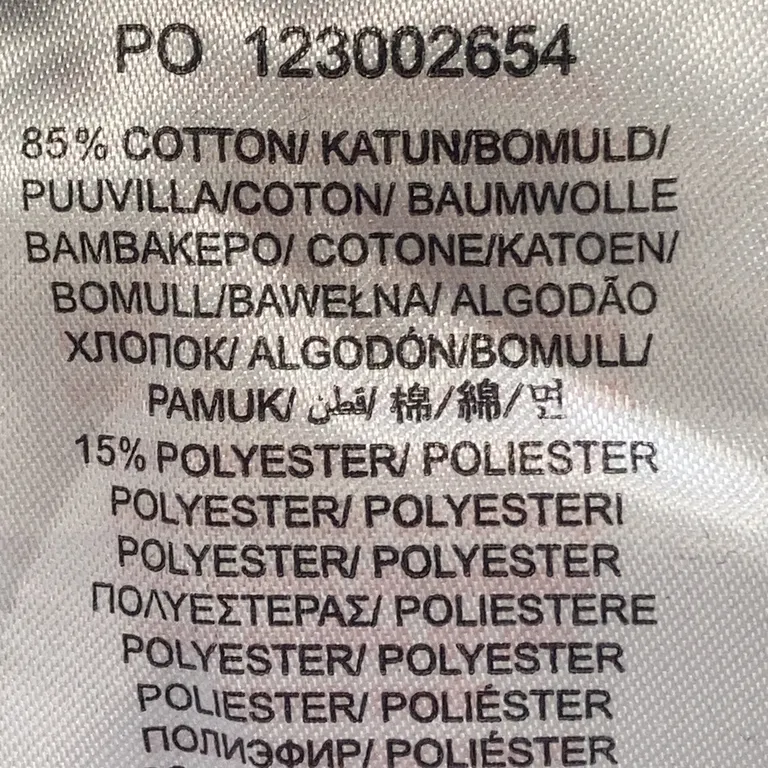 PO 123002654
85% COTTON/ KATUN/BOMULD/
PUUVILLA/COTON/ BAUMWOLLE
ΒΑΜΒΑΚΕΡΟ/ COTONE/KATOEN/
BOMULL/BAWEŁNA/ ALGODÃO
ХЛОПОК/ ALGODÓN/BOMULL/
PAMUK/ قطن/ 棉/綿/면
15% POLYESTER/ POLIESTER
POLYESTER/ POLYESTERI
POLYESTER/ POLYESTER
ΠΟΛΥΕΣΤΕΡΑΣ/ POLIESTERE
POLYESTER/ POLYESTER
POLIESTER/ POLIÉSTER
ПОЛИЭФИР/ POLIÉSTER